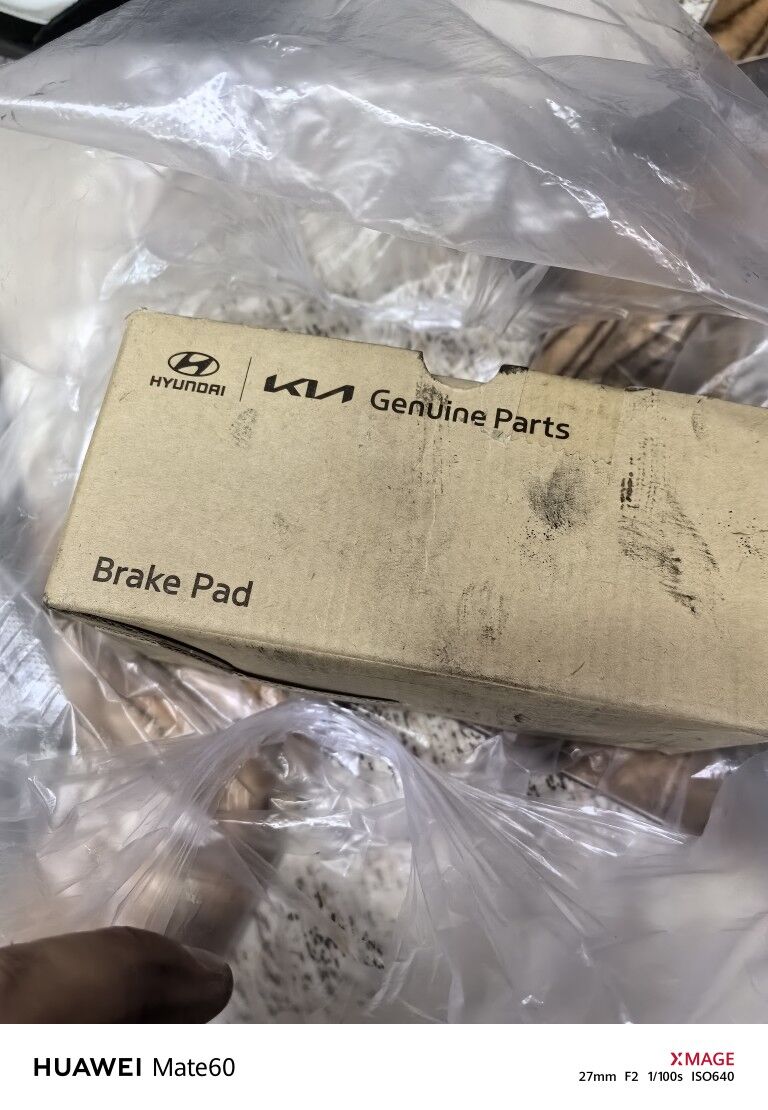 HYUNDAI
KIA Genuine Parts
Brake Pad
HUAWEI Mate60
XMAGE
27mm F2 1/100s ISO640